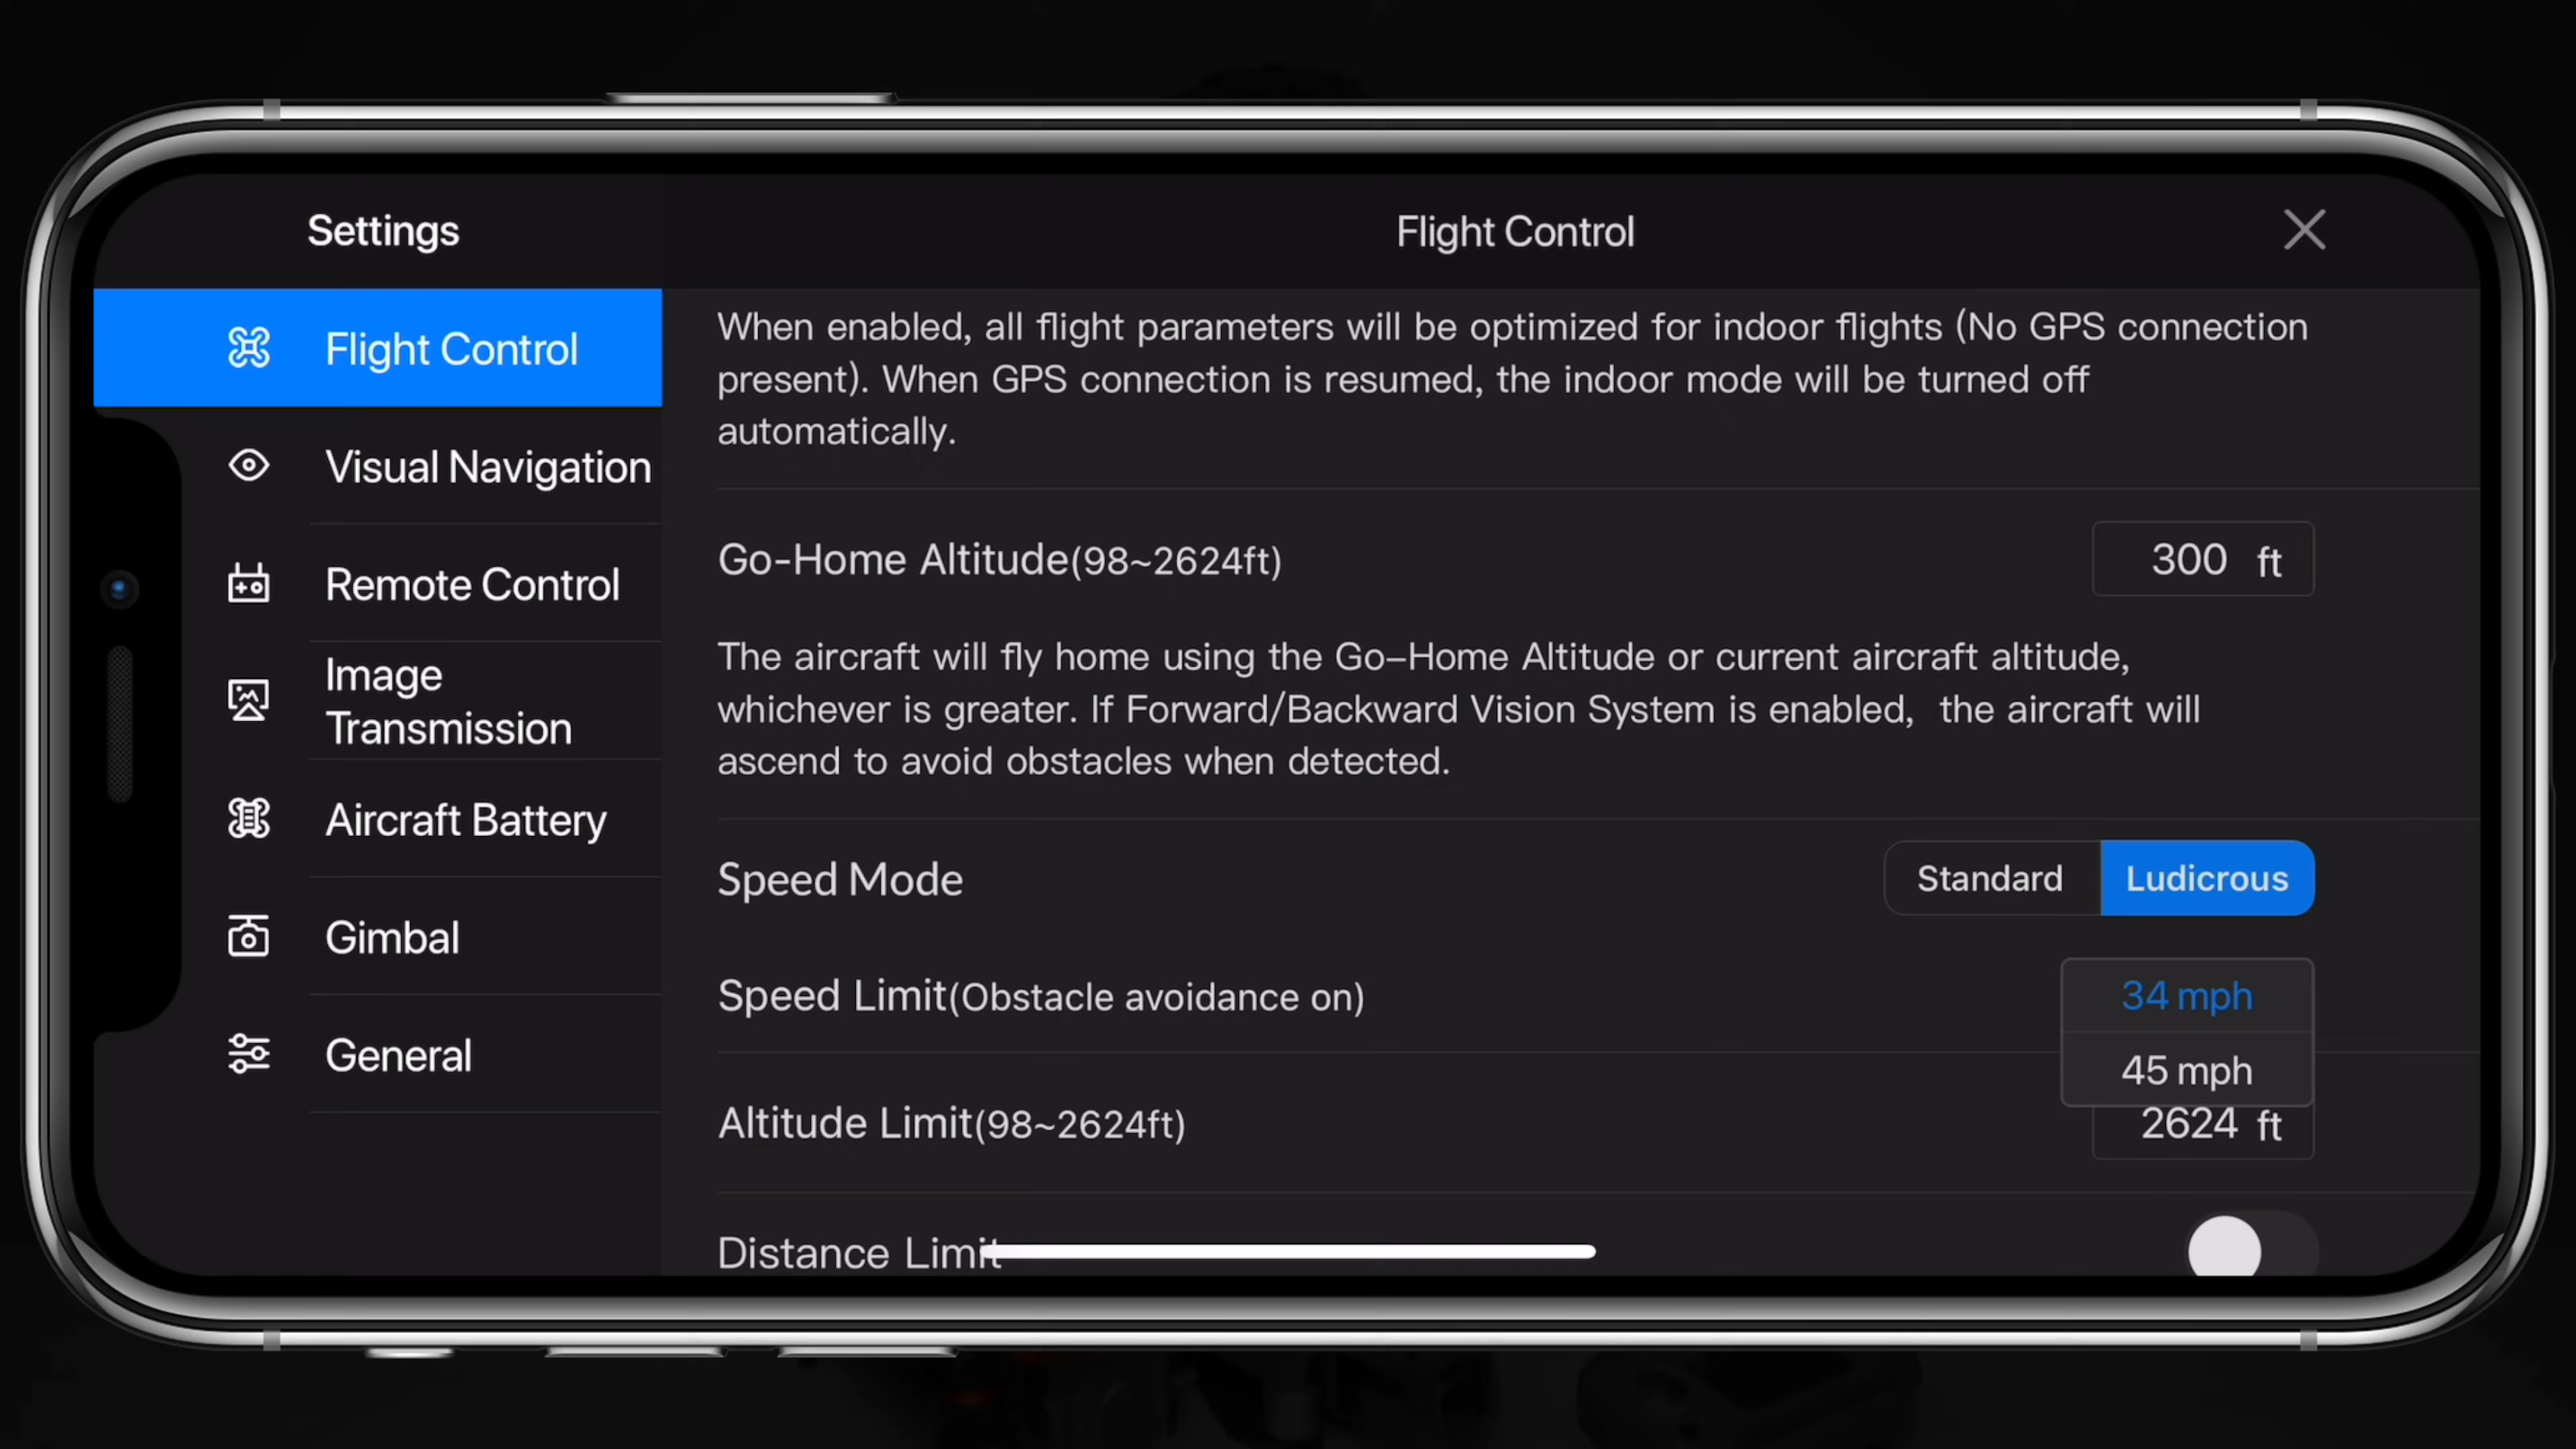 Settings
Flight Control
Flight Control
Visual Navigation
Remote Control
Image
Transmission
Aircraft Battery
Gimbal
General
When enabled, all flight parameters will be optimized for indoor flights (No GPS connection
present). When GPS connection is resumed, the indoor mode will be turned off
automatically.
Go-Home Altitude(98~2624ft)
300 ft
The aircraft will fly home using the Go-Home Altitude or current aircraft altitude,
whichever is greater. If Forward/Backward Vision System is enabled, the aircraft will
ascend to avoid obstacles when detected.
Speed Mode
Standard
Ludicrous
Speed Limit(Obstacle avoidance on)
34 mph
45 mph
Altitude Limit(98~2624ft)
2624 ft
Distance Limit